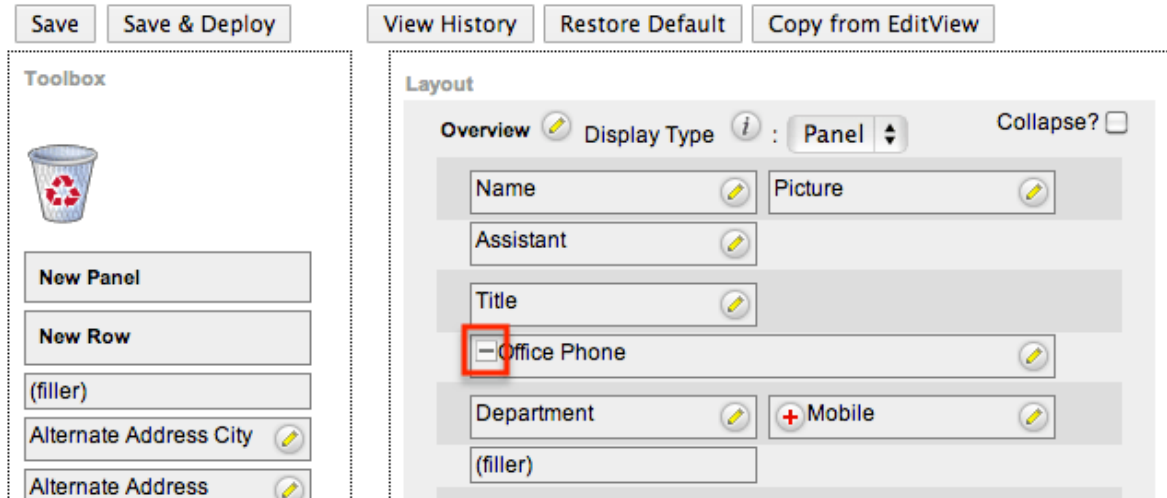 Save Save & Deploy View History Restore Default Copy from EditView
Toolbox
New Panel
New Row
(filler)
Alternate Address City
Alternate Address
Layout
Overview Display Type i : Panel Collapse?
Name Picture
Assistant
Title
Office Phone
Department Mobile
(filler)